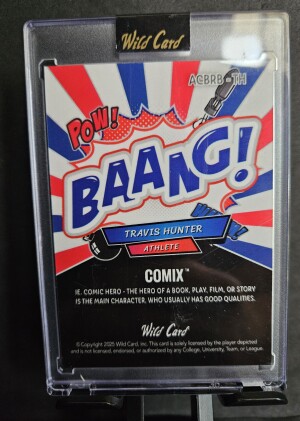 Wild Card
ACBRB-TH
POW!
BAANG!
TRAVIS HUNTER
ATHLETE
COMIX™
IE. COMIC HERO - THE HERO OF A BOOK, PLAY, FILM, OR STORY
IS THE MAIN CHARACTER, WHO USUALLY HAS GOOD QUALITIES.
Wild Card
© Copyright 2025 Wild Card, Inc. This card is solely licensed by the player depicted
and is not licensed, endorsed, or authorized by any College, University, Team, or League.